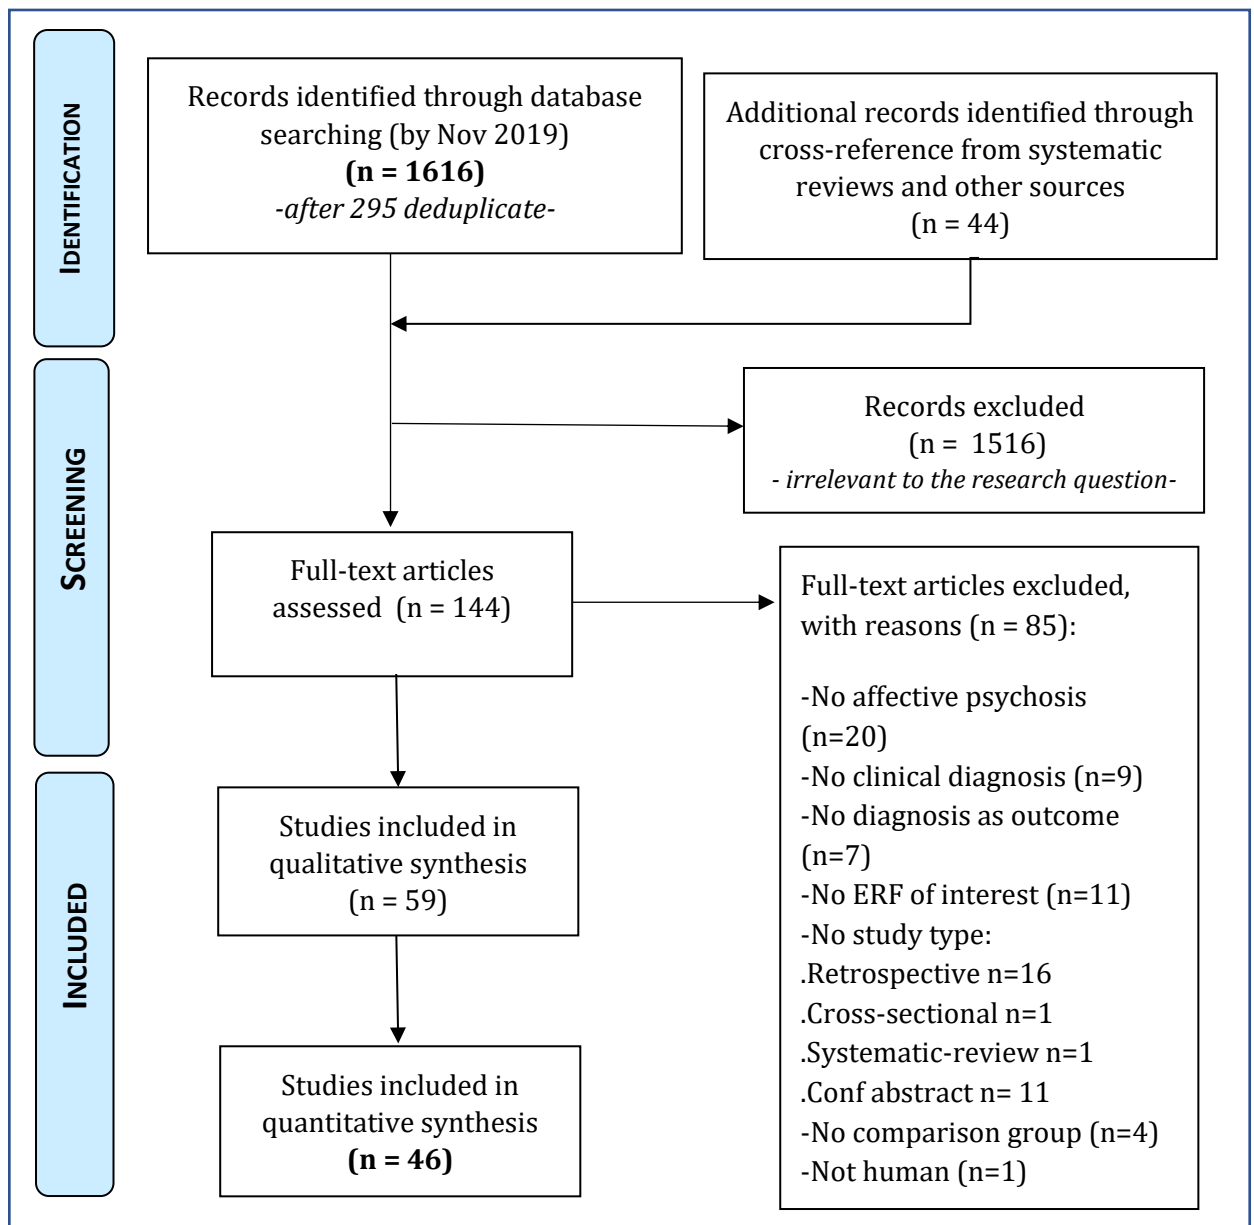 IDENTIFICATION
Records identified through database
searching (by Nov 2019)
(n = 1616)
-after 295 deduplicate-
Additional records identified through
cross-reference from systematic
reviews and other sources
(n = 44)
SCREENING
Records excluded
(n =  1516)
- irrelevant to the research question-
Full-text articles
assessed  (n = 144)
Full-text articles excluded,
with reasons (n = 85):
-No affective psychosis
(n=20)
-No clinical diagnosis (n=9)
-No diagnosis as outcome
(n=7)
-No ERF of interest (n=11)
-No study type:
.Retrospective n=16
.Cross-sectional n=1
.Systematic-review n=1
.Conf abstract n= 11
-No comparison group (n=4)
-Not human (n=1)
INCLUDED
Studies included in
qualitative synthesis
(n = 59)
Studies included in
quantitative synthesis
(n = 46)